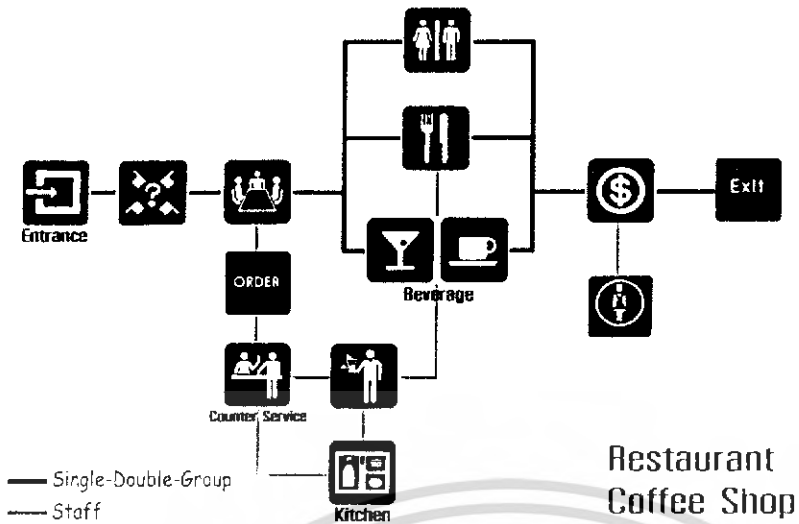 Entrance
?
ORDER
Counter Service
Beverage
$
Exit
Kitchen
Single-Double-Group
Staff
Restaurant
Coffee Shop